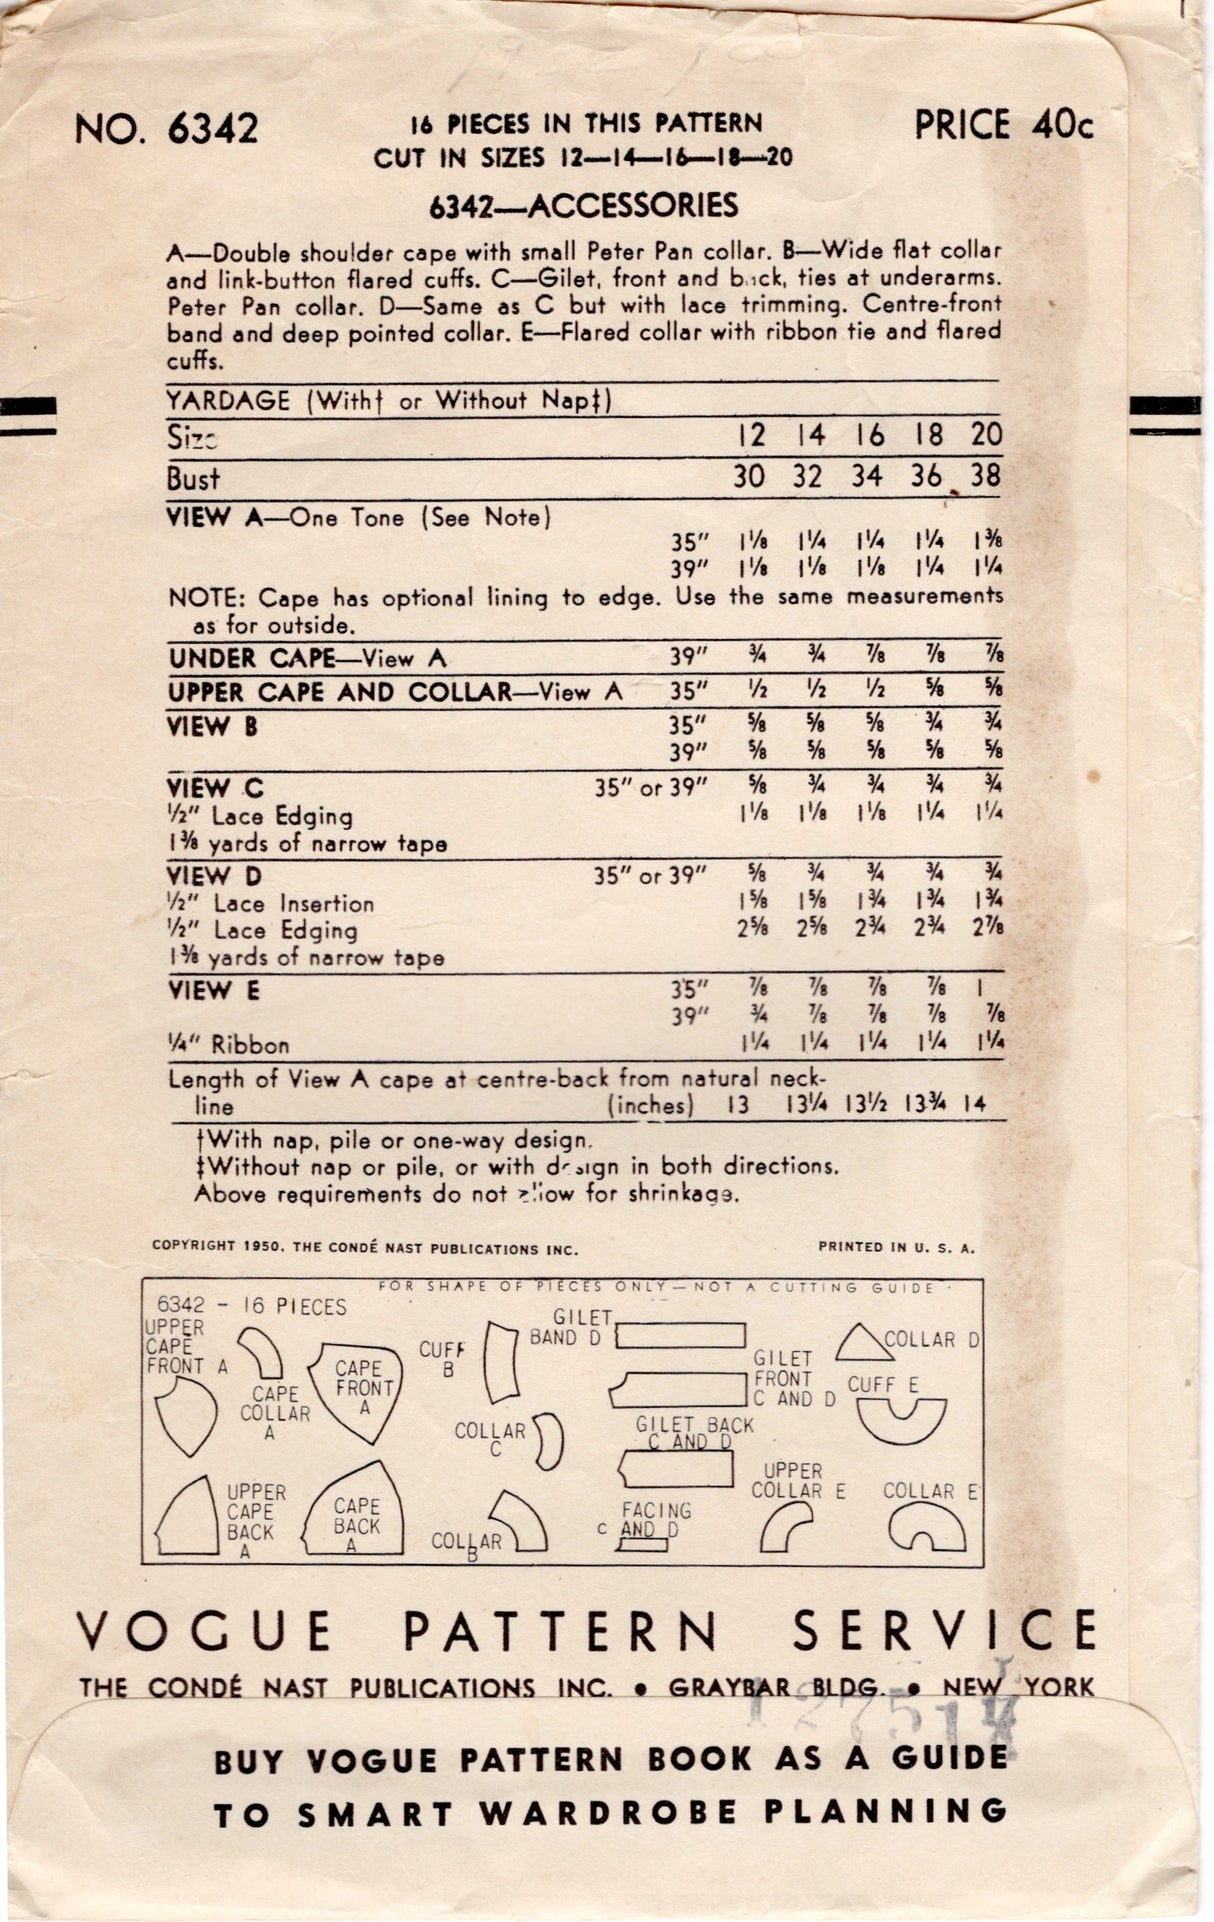 NO. 6342
16 PIECES IN THIS PATTERN
CUT IN SIZES 12—14—16—18—20
PRICE 40c
6342—ACCESSORIES
A—Double shoulder cape with small Peter Pan collar. B—Wide flat collar
and link-button flared cuffs. C—Gilet, front and back, ties at underarms.
Peter Pan collar. D—Same as C but with lace trimming. Centre-front
band and deep pointed collar. E—Flared collar with ribbon tie and flared
cuffs.
YARDAGE (With† or Without Nap‡)
Size 12 14 16 18 20
Bust 30 32 34 36 38
VIEW A—One Tone (See Note)
35″ 1⅛ 1¼ 1¼ 1¼ 1⅜
39″ 1⅛ 1⅛ 1⅛ 1¼ 1¼
NOTE: Cape has optional lining to edge. Use the same measurements
as for outside.
UNDER CAPE—View A 39″ ¾ ¾ ⅞ ⅞ ⅞
UPPER CAPE AND COLLAR—View A 35″ ½ ½ ½ ⅝ ⅝
VIEW B 35″ ⅝ ⅝ ⅝ ¾ ¾
39″ ⅝ ⅝ ⅝ ⅝ ⅝
VIEW C 35″ or 39″ ⅝ ¾ ¾ ¾ ¾
½″ Lace Edging 1⅛ 1⅛ 1⅛ 1¼ 1¼
1⅜ yards of narrow tape
VIEW D 35″ or 39″ ⅝ ¾ ¾ ¾ ¾
½″ Lace Insertion 1⅝ 1⅝ 1¾ 1¾ 1¾
½″ Lace Edging 2⅝ 2⅝ 2¾ 2¾ 2⅞
1⅜ yards of narrow tape
VIEW E 35″ ⅞ ⅞ ⅞ ⅞ 1
39″ ¾ ⅞ ⅞ ⅞ ⅞
¼″ Ribbon 1¼ 1¼ 1¼ 1¼ 1¼
Length of View A cape at centre-back from natural neck-
line (inches) 13 13¼ 13½ 13¾ 14
†With nap, pile or one-way design.
‡Without nap or pile, or with design in both directions.
Above requirements do not allow for shrinkage.
COPYRIGHT 1950, THE CONDÉ NAST PUBLICATIONS INC.
PRINTED IN U. S. A.
FOR SHAPE OF PIECES ONLY — NOT A CUTTING GUIDE
6342 - 16 PIECES
UPPER
CAPE
FRONT A
CAPE
COLLAR
A
CAPE
FRONT
A
CUFF
B
GILET
BAND D
COLLAR D
GILET
FRONT
C AND D
CUFF E
COLLAR
C
GILET BACK
C AND D
UPPER
CAPE
BACK
A
CAPE
BACK
A
COLLAR
B
FACING
C AND D
UPPER
COLLAR E
COLLAR E
VOGUE PATTERN SERVICE
THE CONDÉ NAST PUBLICATIONS INC. • GRAYBAR BLDG. • NEW YORK
BUY VOGUE PATTERN BOOK AS A GUIDE
TO SMART WARDROBE PLANNING